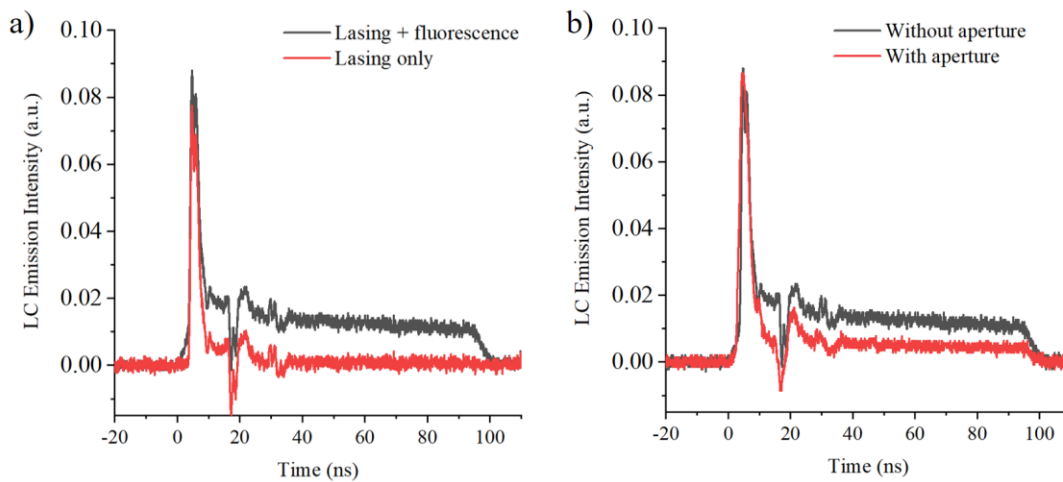 a)
Lasing + fluorescence
Lasing only
LC Emission Intensity (a.u.)
0.10
0.08
0.06
0.04
0.02
0.00
-20 0 20 40 60 80 100
Time (ns)
b)
Without aperture
With aperture
LC Emission Intensity (a.u.)
0.10
0.08
0.06
0.04
0.02
0.00
-20 0 20 40 60 80 100
Time (ns)